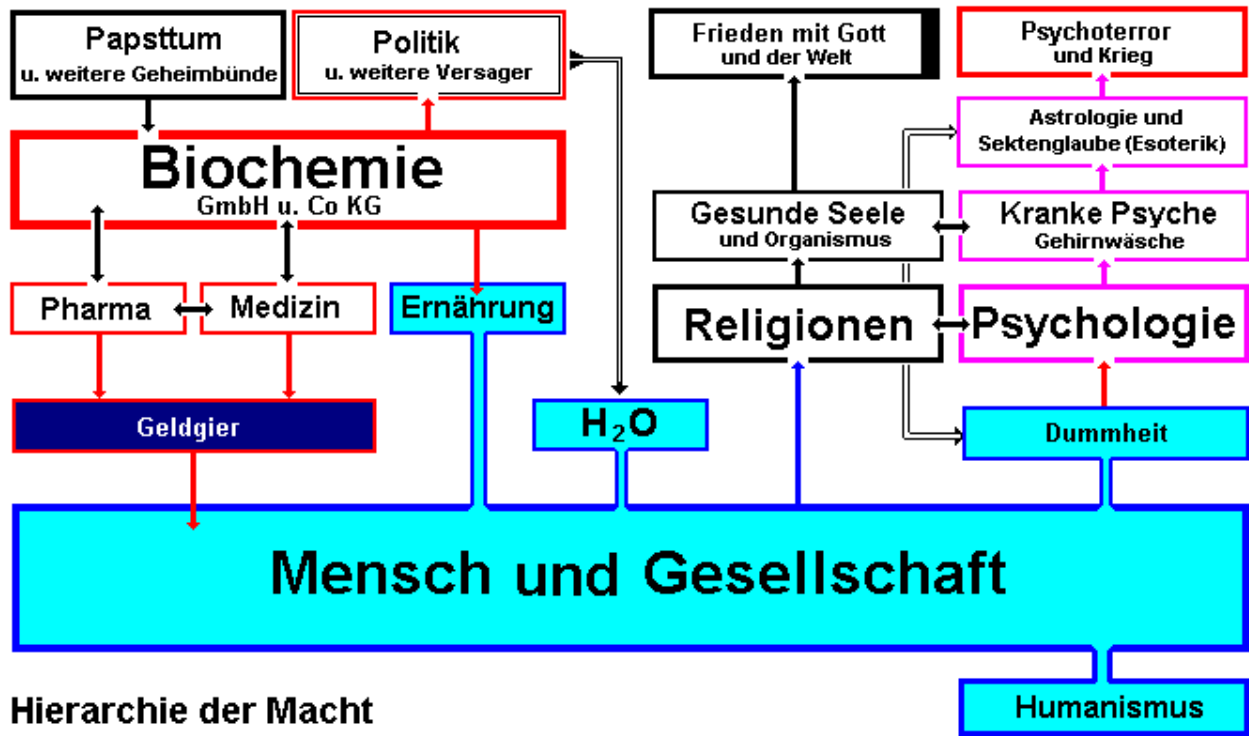 Papsttum
u. weitere Geheimbünde
Politik
u. weitere Versager
Frieden mit Gott
und der Welt
Psychoterror
und Krieg
Astrologie und
Sektenglaube (Esoterik)
Biochemie
GmbH u. Co KG
Gesunde Seele
und Organismus
Kranke Psyche
Gehirnwäsche
Pharma
Medizin
Ernährung
Religionen
Psychologie
Geldgier
H₂O
Dummheit
Mensch und Gesellschaft
Hierarchie der Macht
Humanismus